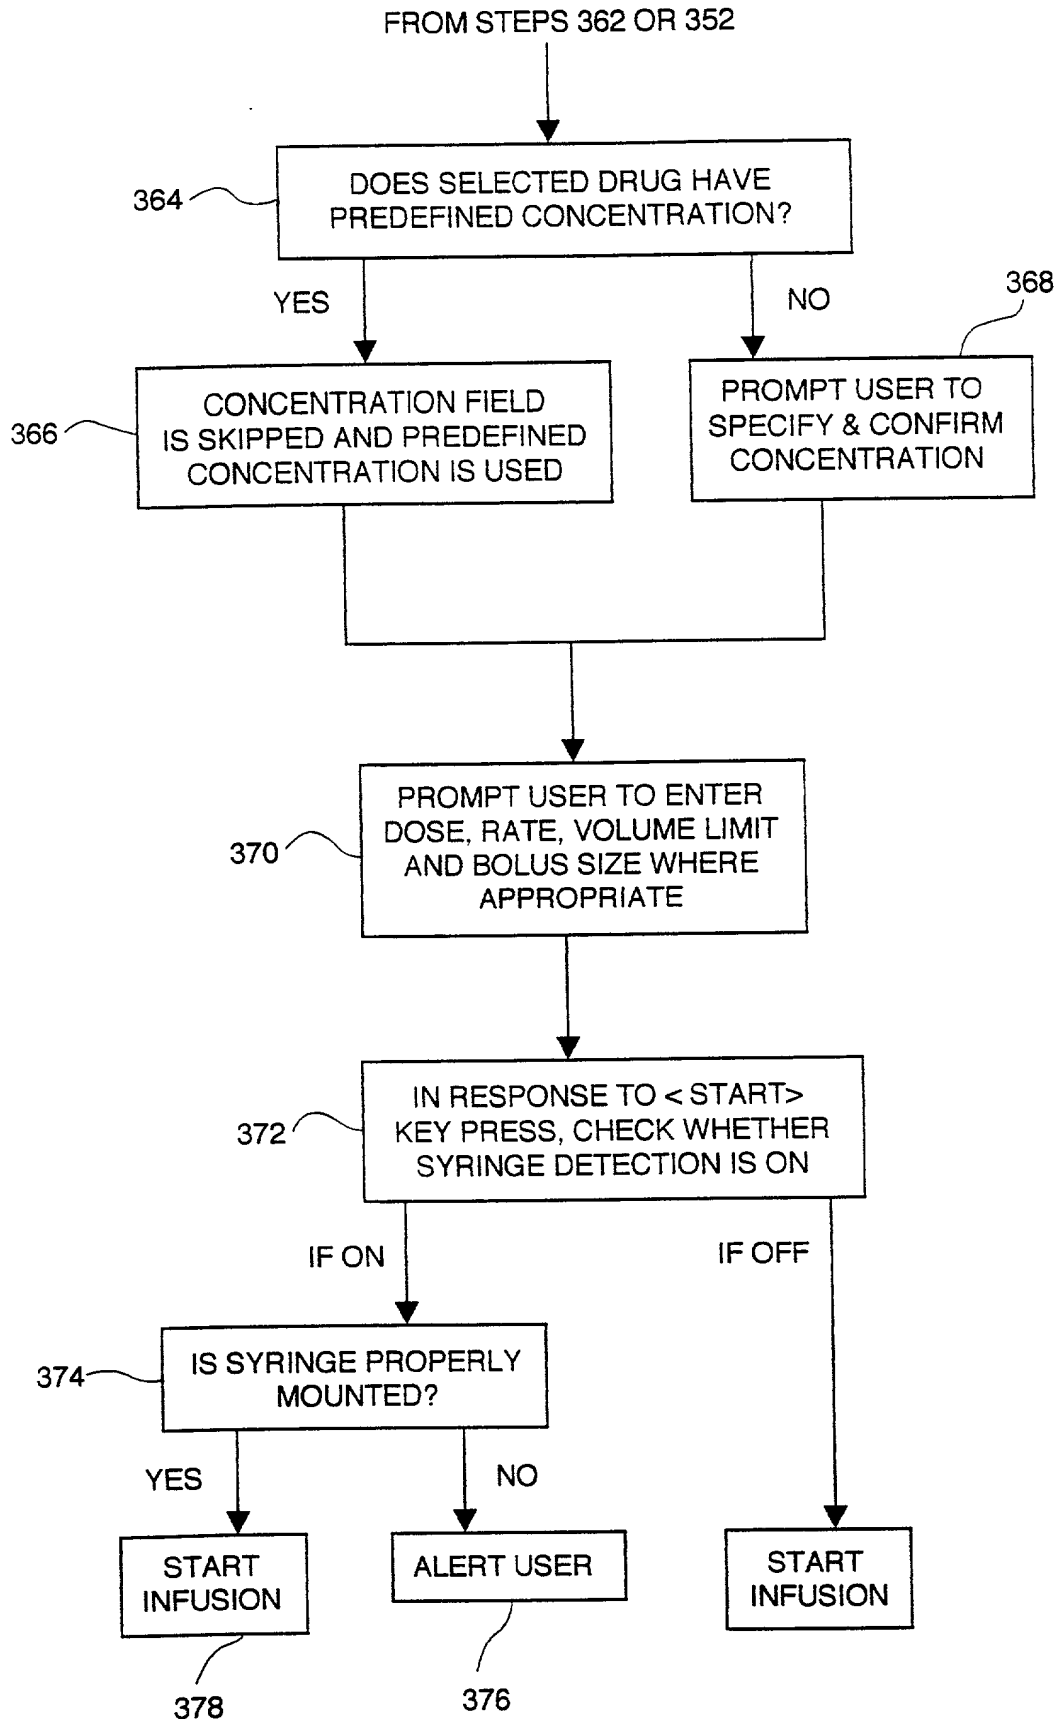 FROM STEPS 362 OR 352
364
DOES SELECTED DRUG HAVE
PREDEFINED CONCENTRATION?
YES
NO
368
366
CONCENTRATION FIELD
IS SKIPPED AND PREDEFINED
CONCENTRATION IS USED
PROMPT USER TO
SPECIFY & CONFIRM
CONCENTRATION
370
PROMPT USER TO ENTER
DOSE, RATE, VOLUME LIMIT
AND BOLUS SIZE WHERE
APPROPRIATE
372
IN RESPONSE TO < START>
KEY PRESS, CHECK WHETHER
SYRINGE DETECTION IS ON
IF ON
IF OFF
374
IS SYRINGE PROPERLY
MOUNTED?
YES
NO
START
INFUSION
ALERT USER
START
INFUSION
378
376